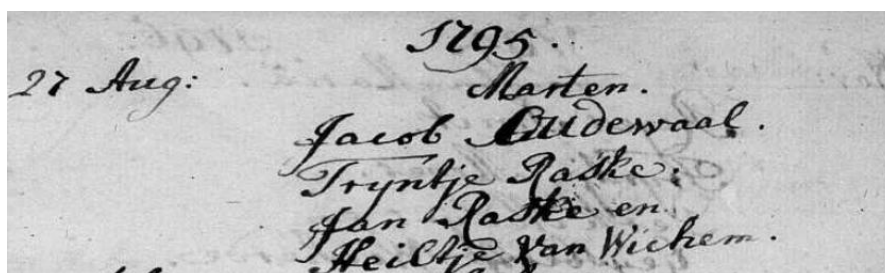 1795.
27 Aug: Marten.
Jacob Oudewaal.
Tryntje Raske;
Jan Raske en
Heiltje Van Wichem.